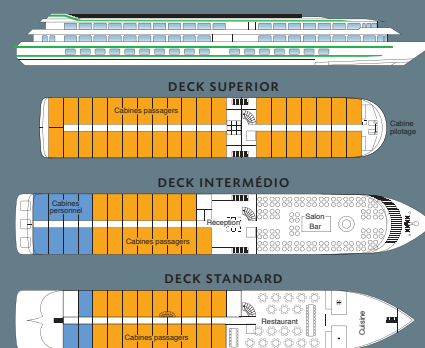 DECK SUPERIOR
Cabines passagers
Cabine
pilotage
DECK INTERMÉDIO
Cabines
personnel
Réception
Salon
Bar
Cabines passagers
DECK STANDARD
Restaurant
Cuisine
Cabines passagers